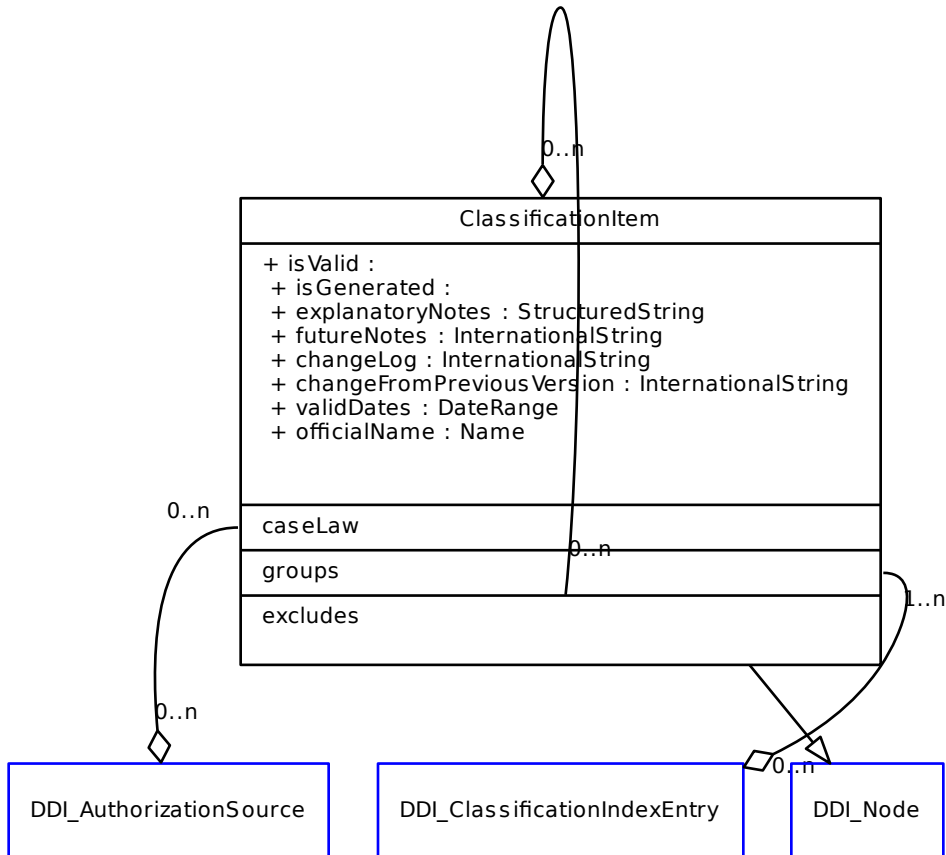 0..n
ClassificationItem
+ isValid :
+ isGenerated :
+ explanatoryNotes : StructuredString
+ futureNotes : InternationalString
+ changeLog : InternationalString
+ changeFromPreviousVersion : InternationalString
+ validDates : DateRange
+ officialName : Name
0..n
caseLaw
0..n
groups
1..n
excludes
0..n
0..n
DDI_AuthorizationSource
DDI_ClassificationIndexEntry
DDI_Node